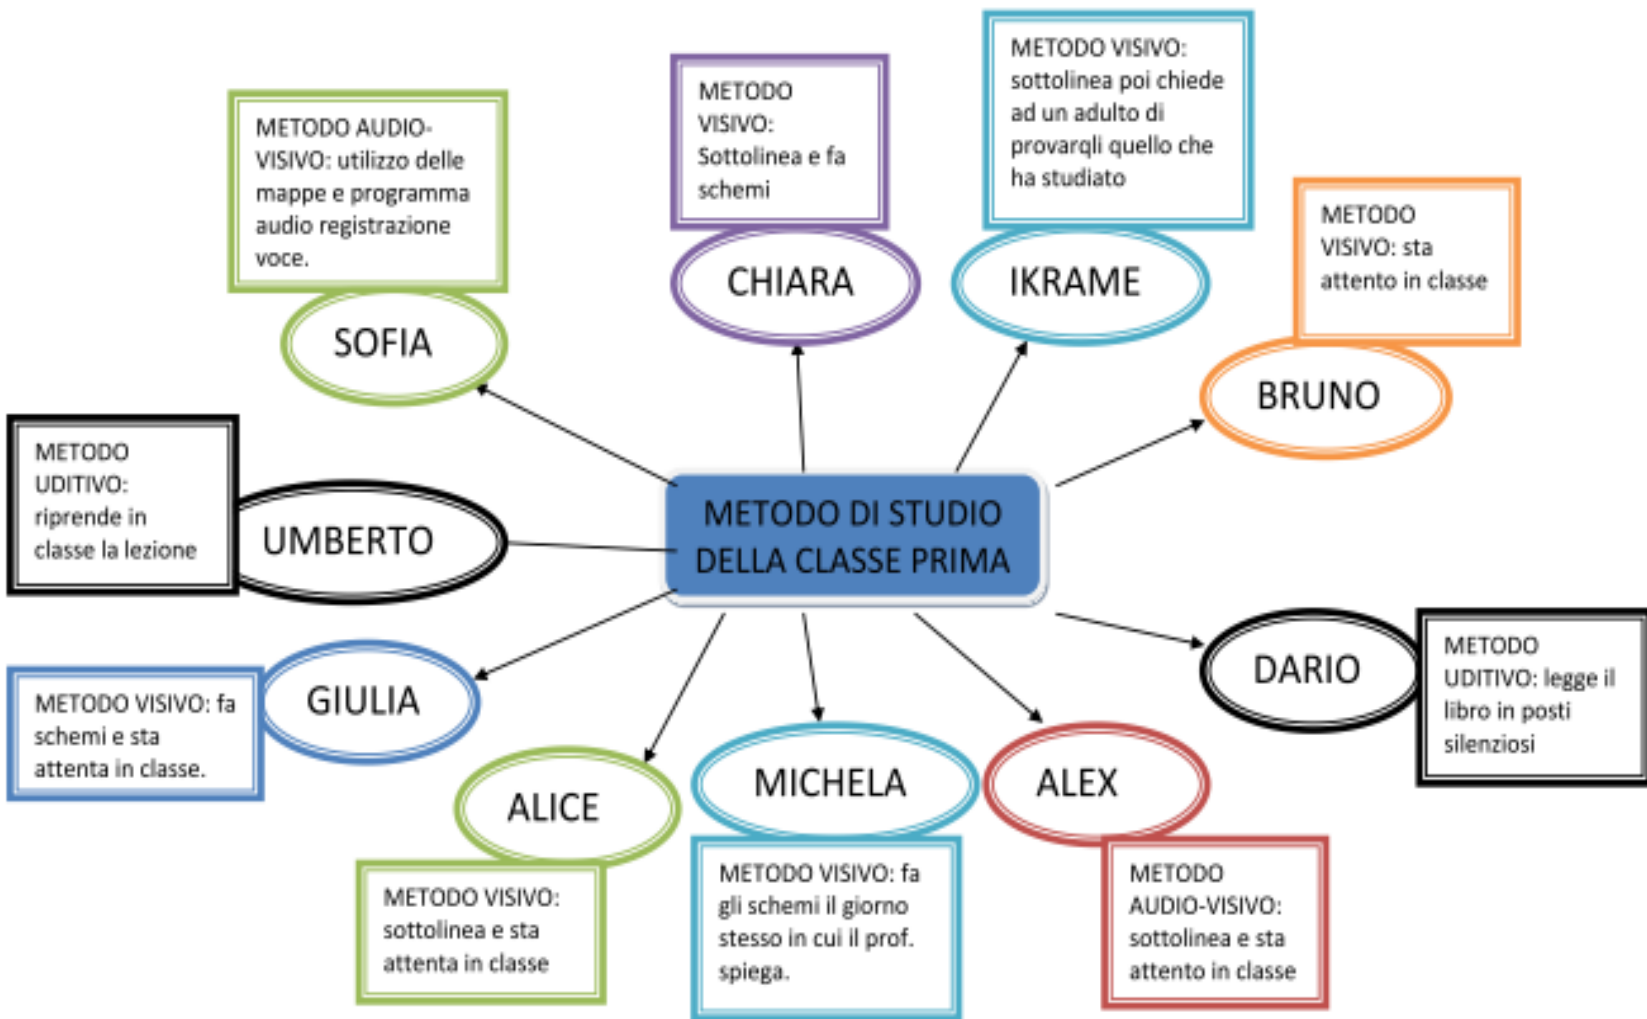 METODO AUDIO-
VISIVO: utilizzo delle
mappe e programma
audio registrazione
voce.
SOFIA
METODO
VISIVO:
Sottolinea e fa
schemi
CHIARA
METODO VISIVO:
sottolinea poi chiede
ad un adulto di
provarqli quello che
ha studiato
IKRAME
METODO
VISIVO: sta
attento in classe
BRUNO
METODO
UDITIVO:
riprende in
classe la lezione
UMBERTO
METODO DI STUDIO
DELLA CLASSE PRIMA
DARIO
METODO
UDITIVO: legge il
libro in posti
silenziosi
METODO VISIVO: fa
schemi e sta
attenta in classe.
GIULIA
ALICE
METODO VISIVO:
sottolinea e sta
attenta in classe
MICHELA
METODO VISIVO: fa
gli schemi il giorno
stesso in cui il prof.
spiega.
ALEX
METODO
AUDIO-VISIVO:
sottolinea e sta
attento in classe